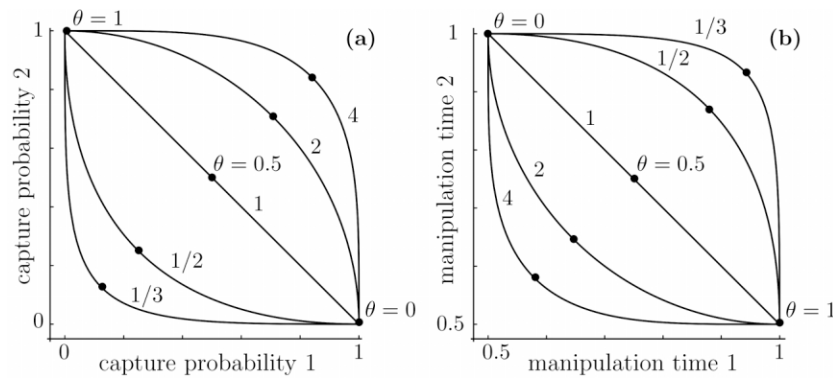 θ = 1
(a)
1
capture probability 2
4
2
θ = 0.5
1
1/2
1/3
θ = 0
0
0
1
capture probability 1
θ = 0
1/3
(b)
1
1/2
manipulation time 2
1
θ = 0.5
2
4
θ = 1
0.5
0.5
1
manipulation time 1